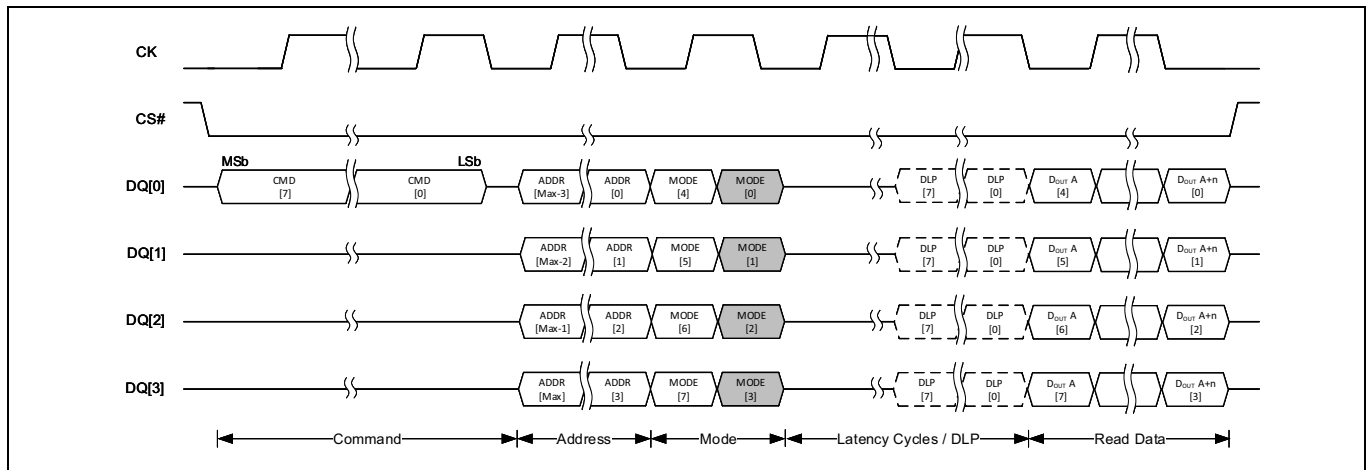 CK
CS#
MSb LSb
DQ[0] CMD [7] CMD [0] ADDR [Max-3] ADDR [0] MODE [4] MODE [0] DLP [7] DLP [0] DOUT A [4] DOUT A+n [0]
DQ[1] ADDR [Max-2] ADDR [1] MODE [5] MODE [1] DLP [7] DLP [0] DOUT A [5] DOUT A+n [1]
DQ[2] ADDR [Max-1] ADDR [2] MODE [6] MODE [2] DLP [7] DLP [0] DOUT A [6] DOUT A+n [2]
DQ[3] ADDR [Max] ADDR [3] MODE [7] MODE [3] DLP [7] DLP [0] DOUT A [7] DOUT A+n [3]
Command Address Mode Latency Cycles / DLP Read Data